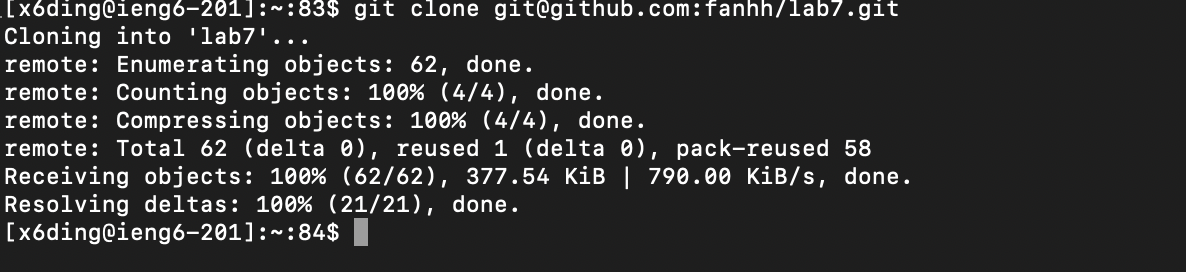 [x6ding@ieng6-201]:~:83$ git clone git@github.com:fanhh/lab7.git
Cloning into 'lab7'...
remote: Enumerating objects: 62, done.
remote: Counting objects: 100% (4/4), done.
remote: Compressing objects: 100% (4/4), done.
remote: Total 62 (delta 0), reused 1 (delta 0), pack-reused 58
Receiving objects: 100% (62/62), 377.54 KiB | 790.00 KiB/s, done.
Resolving deltas: 100% (21/21), done.
[x6ding@ieng6-201]:~:84$